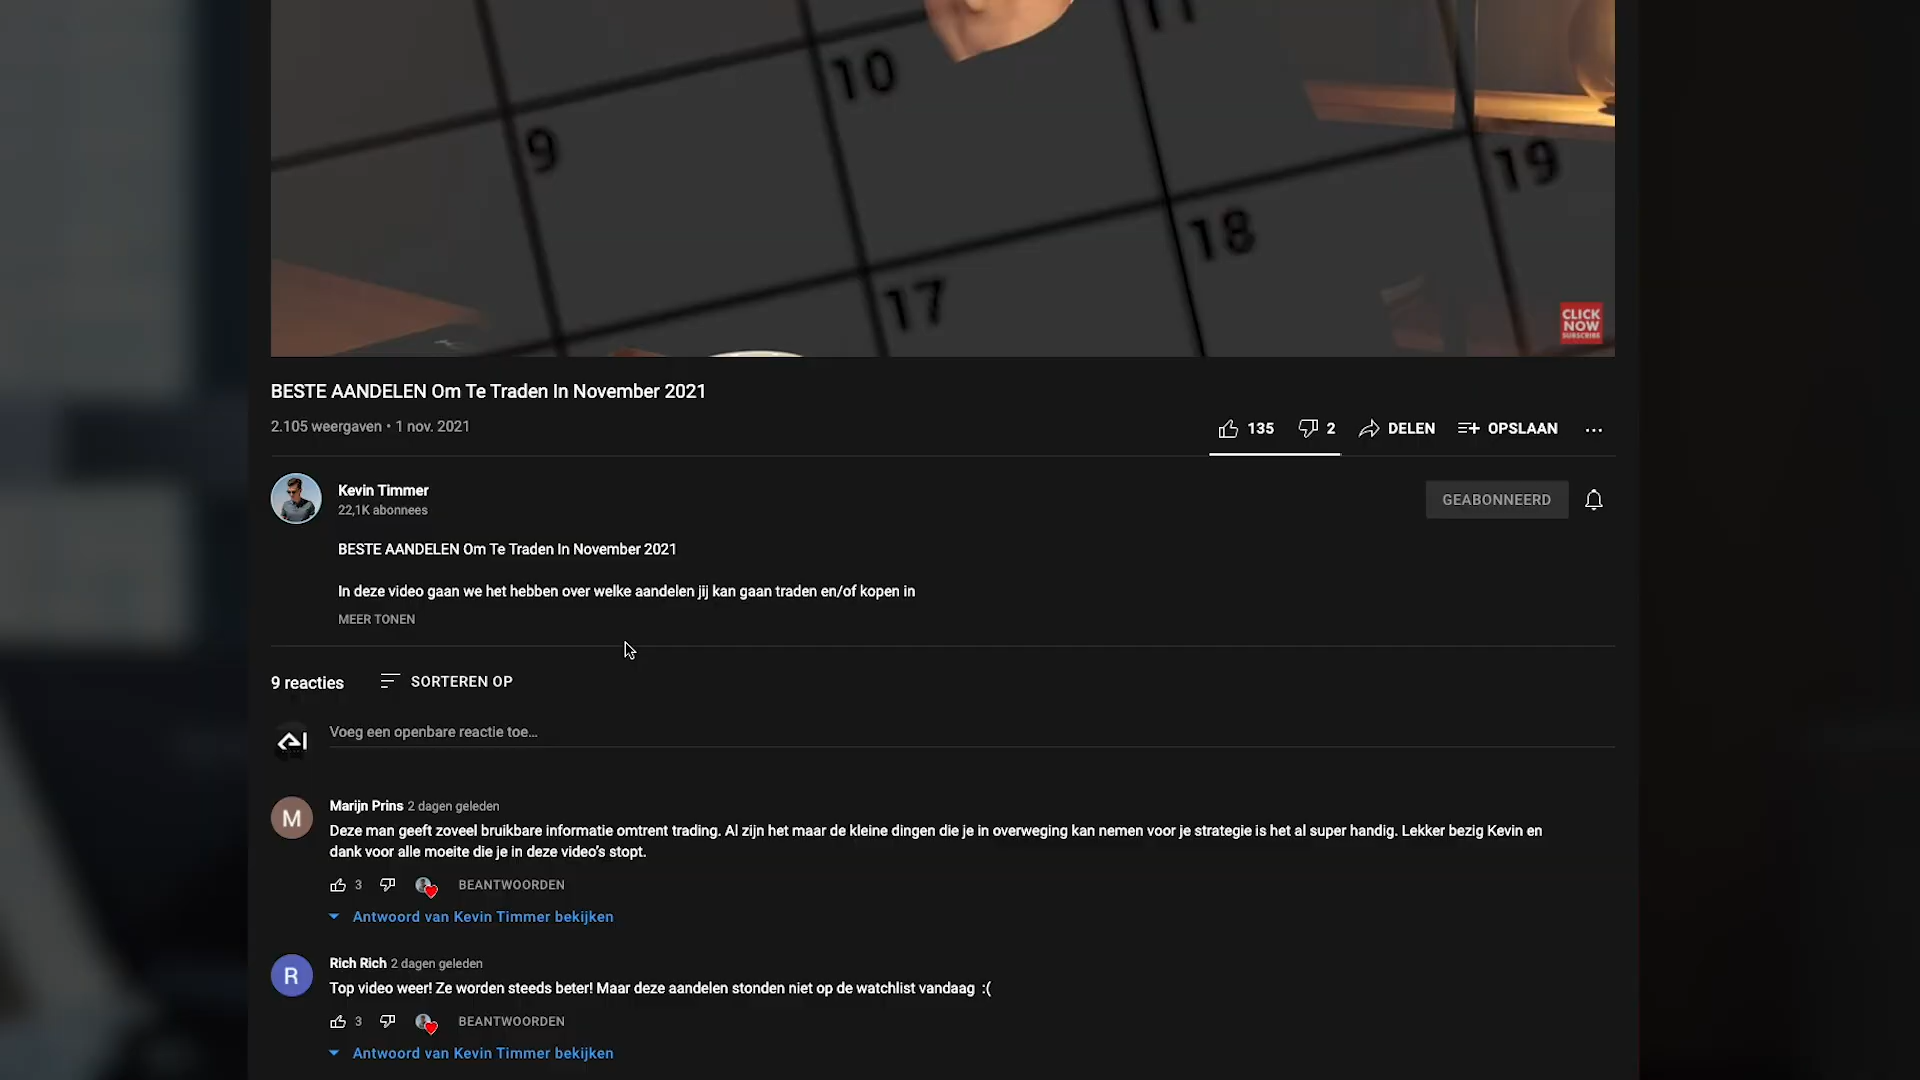 10
11
9
19
18
17
CLICK
NOW
SUBSCRIBE
BESTE AANDELEN Om Te Traden In November 2021
2.105 weergaven • 1 nov. 2021
135
2
DELEN
OPSLAAN
Kevin Timmer
22,1K abonnees
GEABONNEERD
BESTE AANDELEN Om Te Traden In November 2021
In deze video gaan we het hebben over welke aandelen jij kan gaan traden en/of kopen in
MEER TONEN
9 reacties
SORTEREN OP
Voeg een openbare reactie toe...
M
Marijn Prins 2 dagen geleden
Deze man geeft zoveel bruikbare informatie omtrent trading. Al zijn het maar de kleine dingen die je in overweging kan nemen voor je strategie is het al super handig. Lekker bezig Kevin en
dank voor alle moeite die je in deze video's stopt.
3
BEANTWOORDEN
Antwoord van Kevin Timmer bekijken
R
Rich Rich 2 dagen geleden
Top video weer! Ze worden steeds beter! Maar deze aandelen stonden niet op de watchlist vandaag :(
3
BEANTWOORDEN
Antwoord van Kevin Timmer bekijken